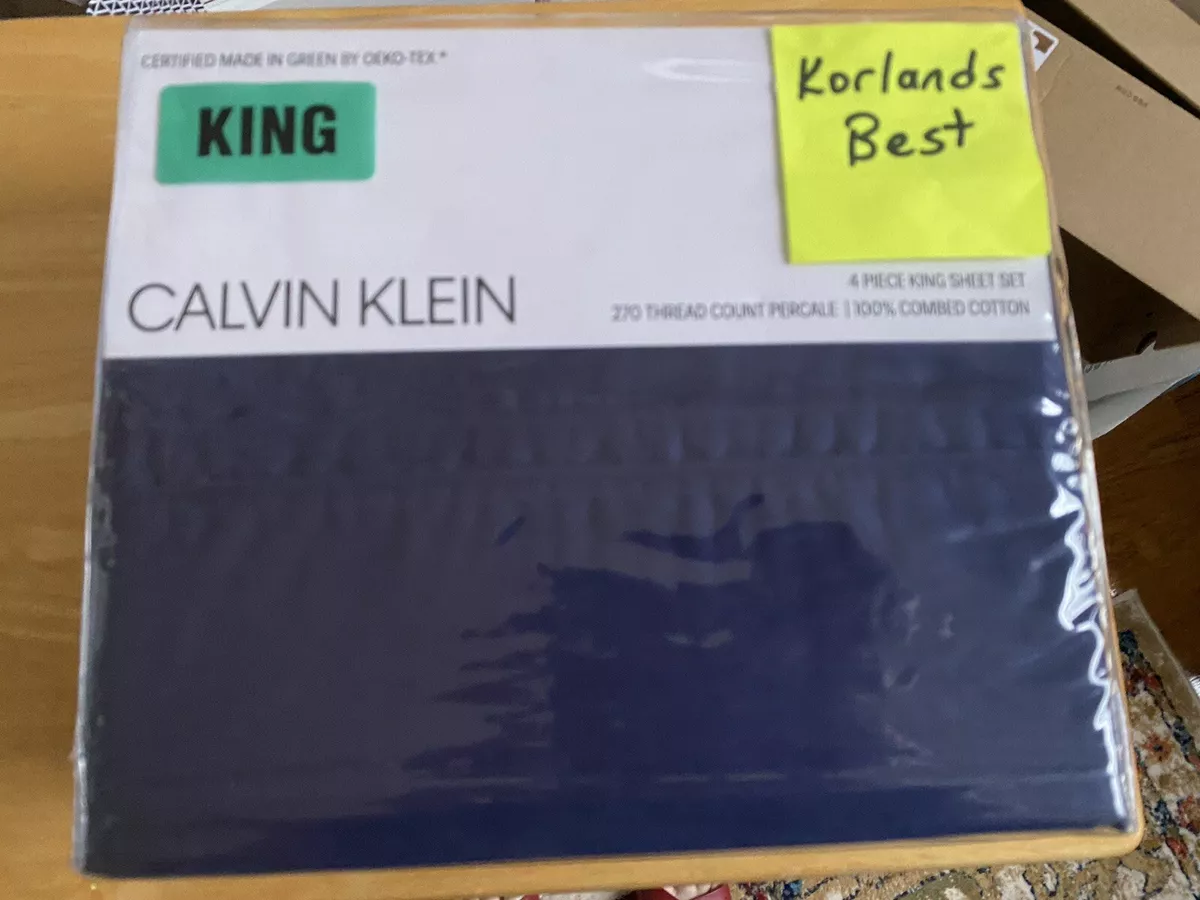 CERTIFIED MADE IN GREEN BY OEKO-TEX®
KING
Korlands
Best
CALVIN KLEIN
4 PIECE KING SHEET SET
270 THREAD COUNT PERCALE | 100% COMBED COTTON